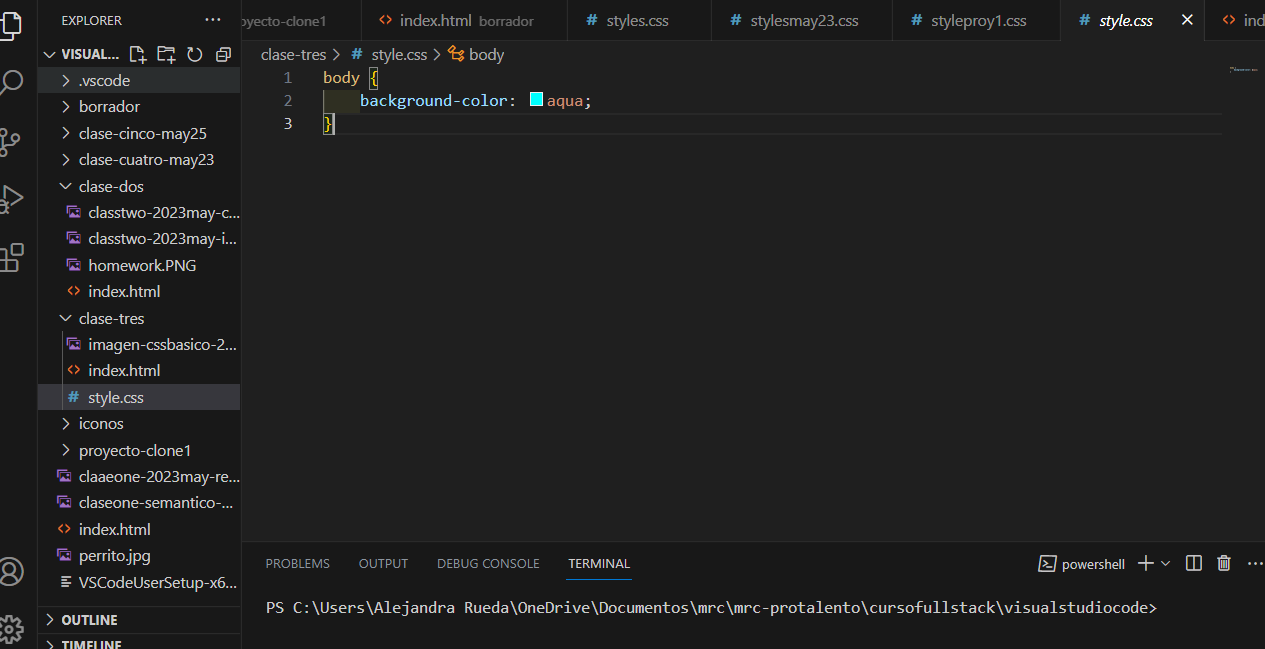 EXPLORER ...
oyecto-clone1
index.html borrador
styles.css
stylesmay23.css
styleproy1.css
style.css
ind
VISUAL...
clase-tres > style.css > body
.vscode
borrador
clase-cinco-may25
clase-cuatro-may23
clase-dos
classtwo-2023may-c...
classtwo-2023may-i...
homework.PNG
index.html
clase-tres
imagen-cssbasico-2...
index.html
style.css
iconos
proyecto-clone1
claaeone-2023may-re...
claseone-semantico-...
index.html
perrito.jpg
VSCodeUserSetup-x6...
OUTLINE
TIMELINE
1 body {
2 background-color: aqua;
3 }
PROBLEMS OUTPUT DEBUG CONSOLE TERMINAL
powershell
PS C:\Users\Alejandra Rueda\OneDrive\Documentos\mrc\mrc-protalento\cursofullstack\visualstudiocode>